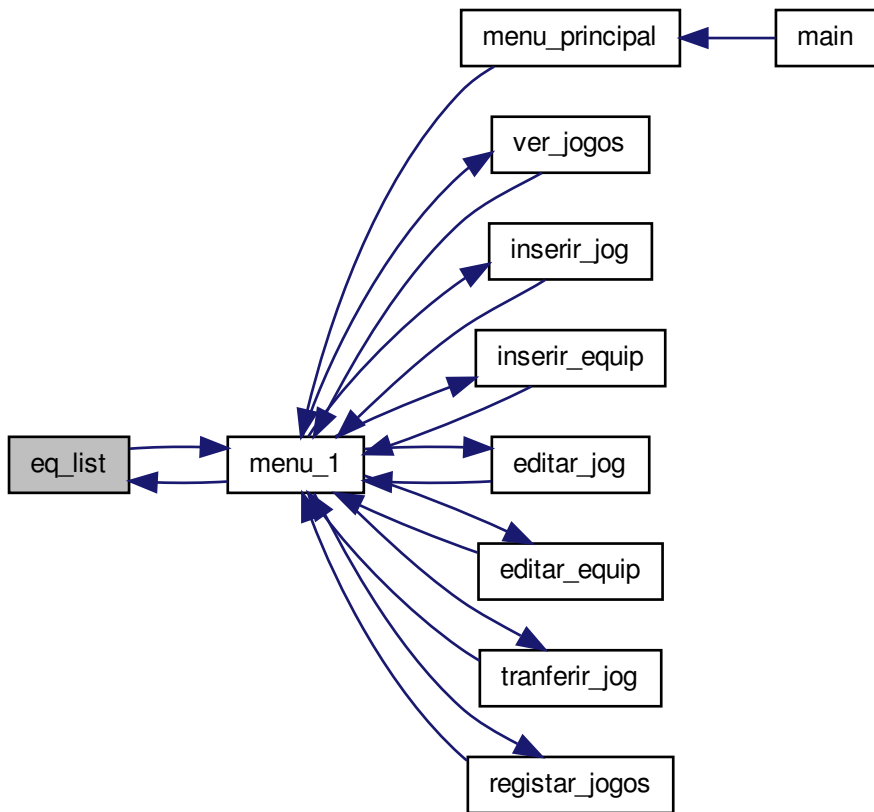 menu_principal
main
ver_jogos
inserir_jog
inserir_equip
eq_list
menu_1
editar_jog
editar_equip
tranferir_jog
registar_jogos